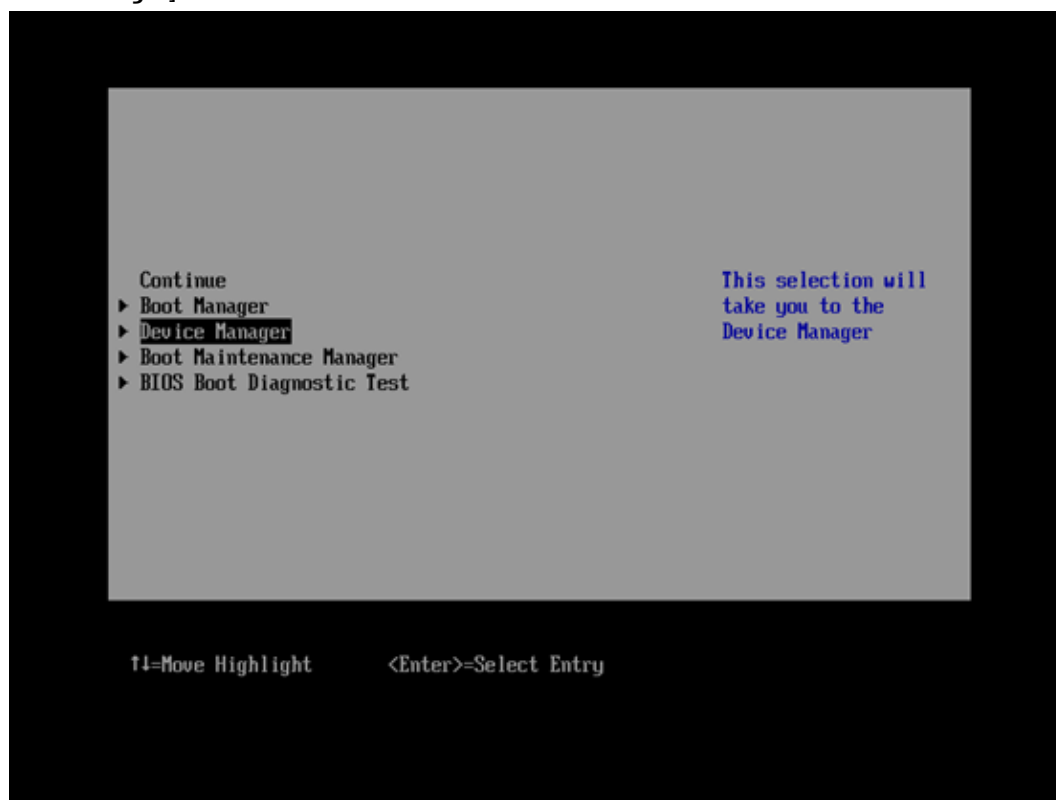 Continue
Boot Manager
Device Manager
Boot Maintenance Manager
BIOS Boot Diagnostic Test
This selection will
take you to the
Device Manager
↑↓=Move Highlight <Enter>=Select Entry